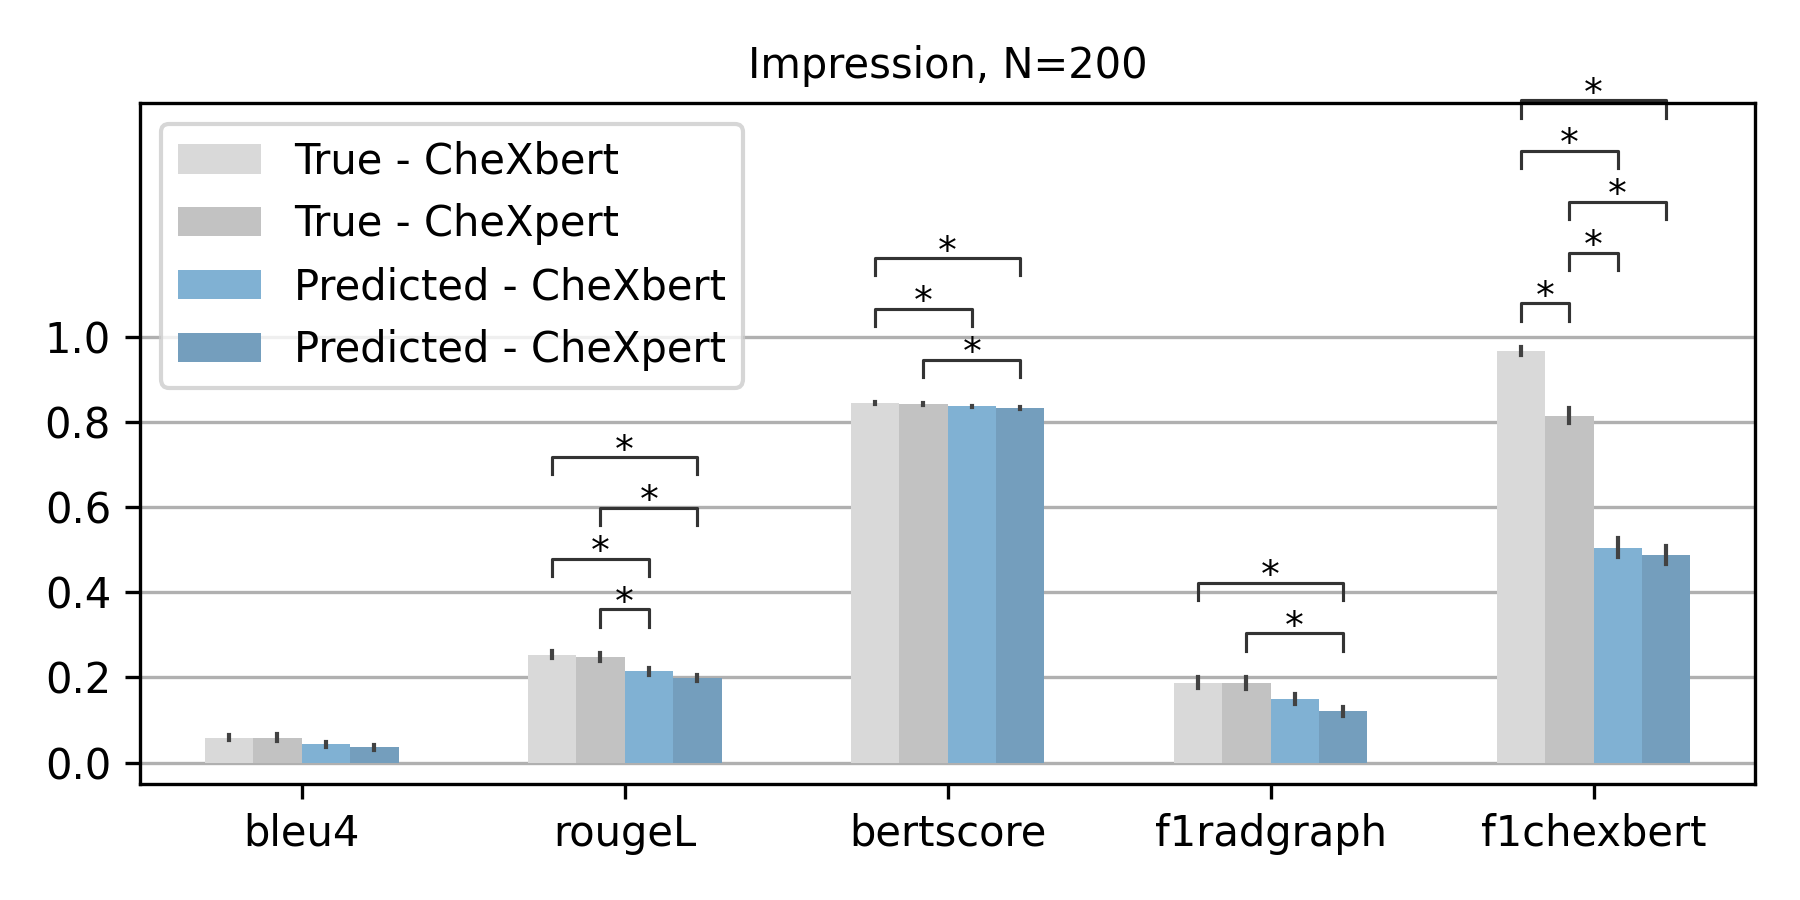 Impression, N=200
True - CheXbert
True - CheXpert
Predicted - CheXbert
Predicted - CheXpert
*
*
*
*
*
*
*
*
*
*
*
*
*
*
1.0
0.8
0.6
0.4
0.2
0.0
bleu4
rougeL
bertscore
f1radgraph
f1chexbert